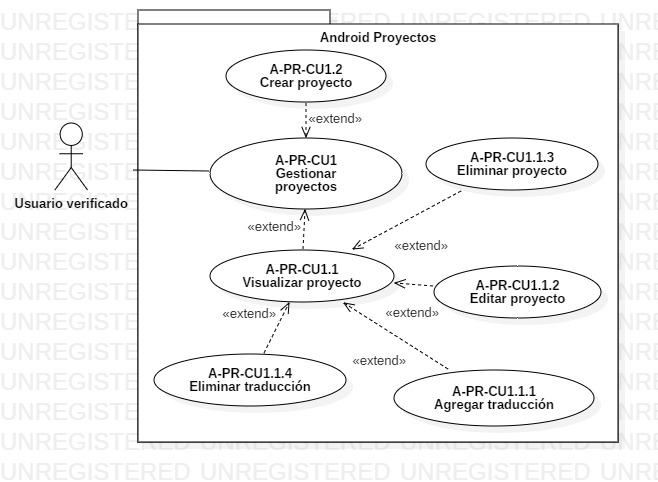 Android Proyectos
A-PR-CU1.2
Crear proyecto
«extend»
A-PR-CU1
Gestionar
proyectos
A-PR-CU1.1.3
Eliminar proyecto
Usuario verificado
«extend»
«extend»
A-PR-CU1.1
Visualizar proyecto
A-PR-CU1.1.2
Editar proyecto
«extend»
«extend»
«extend»
A-PR-CU1.1.4
Eliminar traducción
A-PR-CU1.1.1
Agregar traducción
UNREGISTERED UNREGISTERED UNREGISTERED UNRE